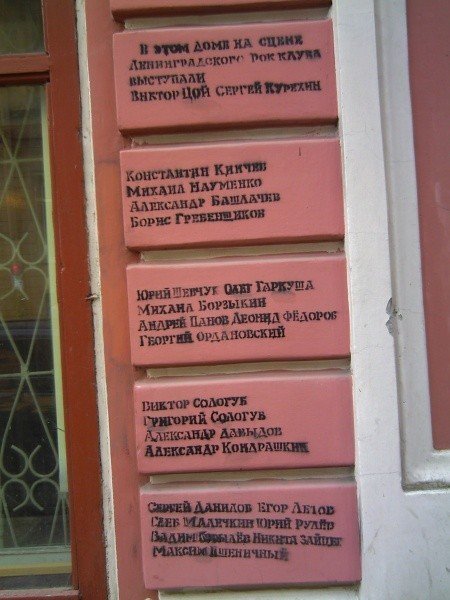 В ЭТОМ ДОМЕ НА СЦЕНЕ
ЛЕНИНГРАДСКОГО РОК КЛУБА
ВЫСТУПАЛИ
ВИКТОР ЦОЙ СЕРГЕЙ КУРЕХИН
КОНСТАНТИН КИНЧЕВ
МИХАИЛ НАУМЕНКО
АЛЕКСАНДР БАШЛАЧЕВ
БОРИС ГРЕБЕНЩИКОВ
ЮРИЙ ШЕВЧУК ОЛЕГ ГАРКУША
МИХАИЛ БОРЗЫКИН
АНДРЕЙ ПАНОВ ЛЕОНИД ФЁДОРОВ
ГЕОРГИЙ ОРДАНОВСКИЙ
ВИКТОР СОЛОГУБ
ГРИГОРИЙ СОЛОГУБ
АЛЕКСАНДР ДАВЫДОВ
АЛЕКСАНДР КОНДРАШКИН
СЕРГЕЙ ДАНИЛОВ ЕГОР ЛЕТОВ
ГЛЕБ МАЛЕЧКИН ЮРИЙ РУЛЁВ
ВАДИМ НИКИТА ЗАЙЦЕВ
МАКСИМ ПШЕНИЧНЫЙ